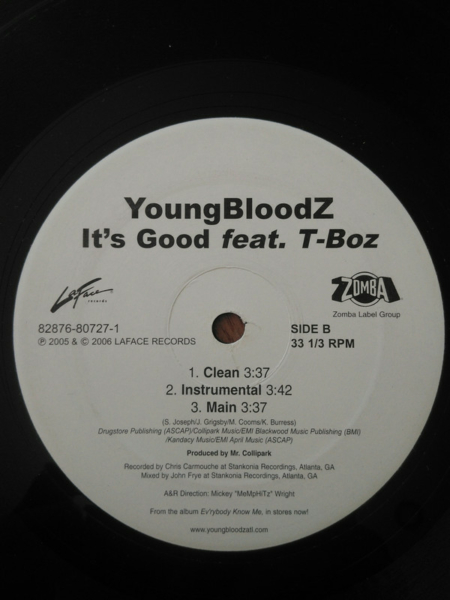 YoungBloodZ
It's Good feat. T-Boz
LaFace
RECORDS
ZOMBA
Zomba Label Group
82876-80727-1
℗ 2005 & © 2006 LAFACE RECORDS
SIDE B
33 1/3 RPM
1. Clean 3:37
2. Instrumental 3:42
3. Main 3:37
(S. Joseph/J. Grigsby/M. Cooms/K. Burress)
Drugstore Publishing (ASCAP)/Collipark Music/EMI Blackwood Music Publishing (BMI)
/Kandacy Music/EMI April Music (ASCAP)
Produced by Mr. Collipark
Recorded by Chris Carmouche at Stankonia Recordings, Atlanta, GA
Mixed by John Frye at Stankonia Recordings, Atlanta, GA
A&R Direction: Mickey "MeMpHiTz" Wright
From the album Ev'rybody Know Me, in stores now!
www.youngbloodzatl.com